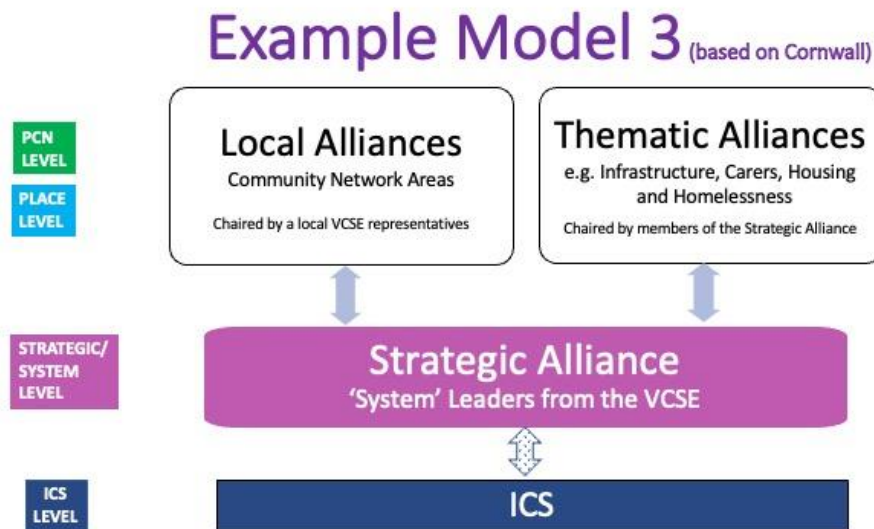 Example Model 3 (based on Cornwall)
PCN
LEVEL
PLACE
LEVEL
Local Alliances
Community Network Areas
Chaired by a local VCSE representatives
Thematic Alliances
e.g. Infrastructure, Carers, Housing
and Homelessness
Chaired by members of the Strategic Alliance
STRATEGIC/
SYSTEM
LEVEL
Strategic Alliance
‘System’ Leaders from the VCSE
ICS
LEVEL
ICS